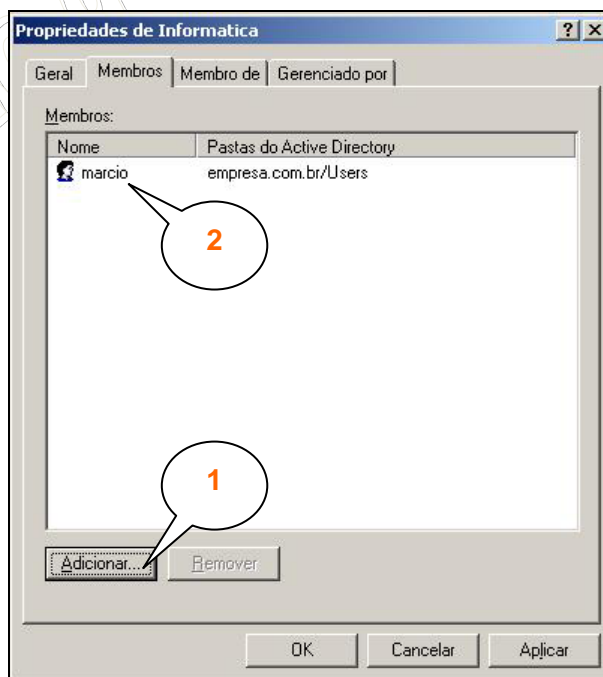 Propriedades de Informatica
Geral Membros Membro de Gerenciado por
Membros:
Nome Pastas do Active Directory
marcio empresa.com.br/Users
2
1
Adicionar... Remover
OK Cancelar Aplicar